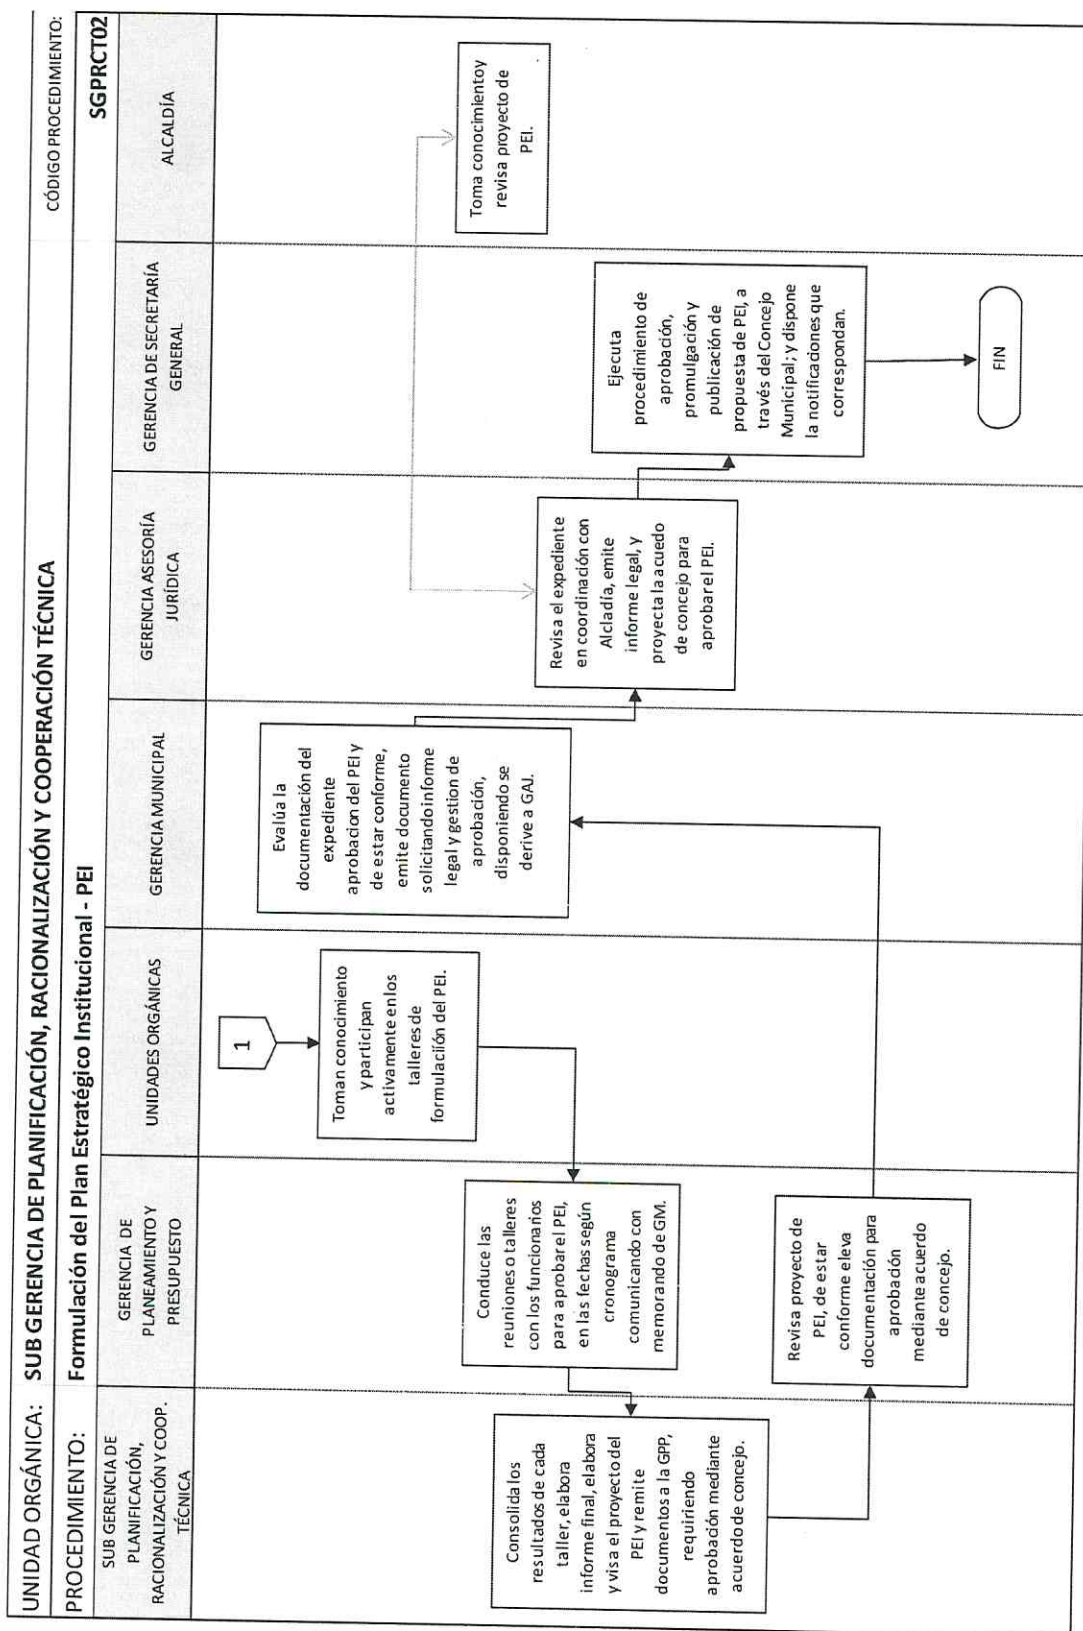 UNIDAD ORGÁNICA: SUB GERENCIA DE PLANIFICACIÓN, RACIONALIZACIÓN Y COOPERACIÓN TÉCNICA
CÓDIGO PROCEDIMIENTO:
PROCEDIMIENTO: Formulación del Plan Estratégico Institucional - PEI
SGPRCT02
SUB GERENCIA DE
PLANIFICACIÓN,
RACIONALIZACIÓN Y COOP.
TÉCNICA
GERENCIA DE
PLANEAMIENTO Y
PRESUPUESTO
UNIDADES ORGÁNICAS
GERENCIA MUNICIPAL
GERENCIA ASESORÍA
JURÍDICA
GERENCIA DE SECRETARÍA
GENERAL
ALCALDÍA
1
Toman conocimiento
y participan
activamente en los
talleres de
formulaciión del PEI.
Conduce las
reuniones o talleres
con los funcionarios
para aprobar el PEI,
en las fechas según
cronograma
comunicando con
memorando de GM.
Consolida los
resultados de cada
taller, elabora
informe final, elabora
y visa el proyecto del
PEI y remite
documentos a la GPP,
requiriendo
aprobación mediante
acuerdo de concejo.
Revisa proyecto de
PEI, de estar
conforme eleva
documentación para
aprobación
mediante acuerdo
de concejo.
Evalúa la
documentación del
expediente
aprobacion del PEI y
de estar conforme,
emite documento
solicitando informe
legal y gestion de
aprobación,
disponiendo se
derive a GAJ.
Revisa el expediente
en coordinación con
Alcladía, emite
informe legal, y
proyecta la acuedo
de concejo para
aprobar el PEI.
Toma conocimiento y
revisa proyecto de
PEI.
Ejecuta
procedimiento de
aprobación,
promulgación y
publicación de
propuesta de PEI, a
través del Concejo
Municipal; y dispone
la notificaciones que
correspondan.
FIN